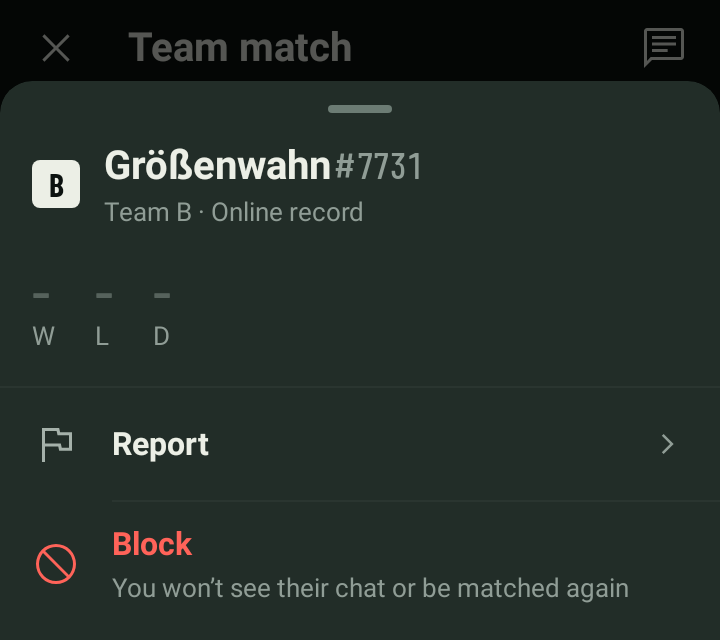 Team match
B
Größenwahn #7731
Team B · Online record
– – –
W L D
Report
Block
You won’t see their chat or be matched again